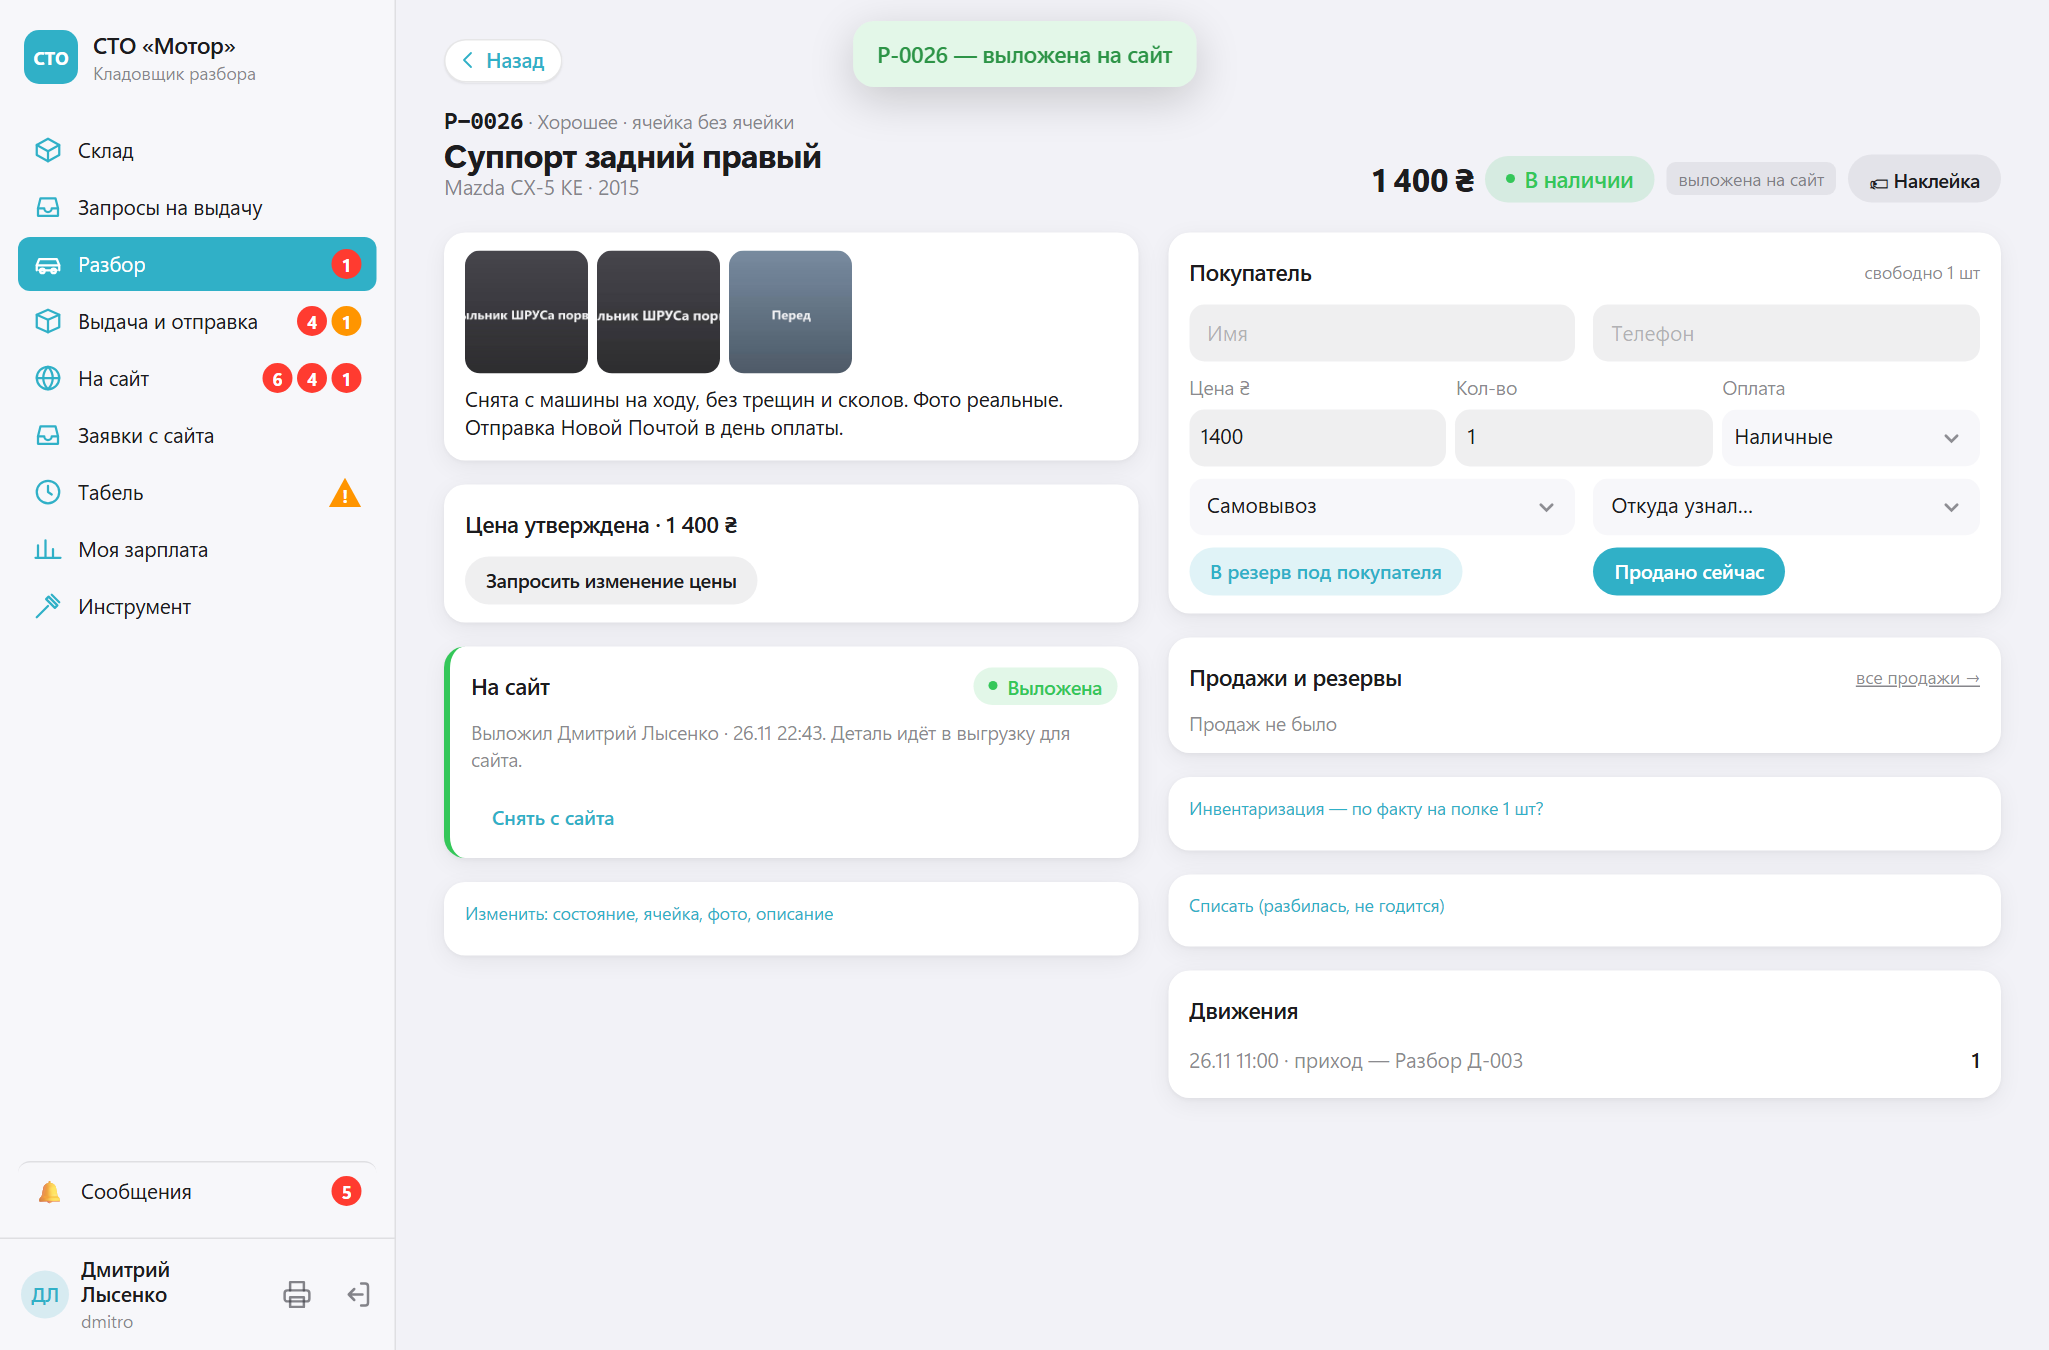 СТО
СТО «Мотор»
Кладовщик разбора
Склад
Запросы на выдачу
Разбор 1
Выдача и отправка 4 1
На сайт 6 4 1
Заявки с сайта
Табель
Моя зарплата
Инструмент
Сообщения 5
ДЛ
Дмитрий
Лысенко
dmitro
Назад
P-0026 — выложена на сайт
P-0026 · Хорошее · ячейка без ячейки
Суппорт задний правый
Mazda CX-5 KE · 2015
1 400 ₴
В наличии
выложена на сайт
Наклейка
ШРУСа
ШРУСа
Перед
Снята с машины на ходу, без трещин и сколов. Фото реальные.
Отправка Новой Почтой в день оплаты.
Цена утверждена · 1 400 ₴
Запросить изменение цены
На сайт
Выложена
Выложил Дмитрий Лысенко · 26.11 22:43. Деталь идёт в выгрузку для
сайта.
Снять с сайта
Изменить: состояние, ячейка, фото, описание
Покупатель
свободно 1 шт
Имя
Телефон
Цена ₴
Кол-во
Оплата
1400
1
Наличные
Самовывоз
Откуда узнал...
В резерв под покупателя
Продано сейчас
Продажи и резервы
все продажи →
Продаж не было
Инвентаризация — по факту на полке 1 шт?
Списать (разбилась, не годится)
Движения
26.11 11:00 · приход — Разбор Д-003
1